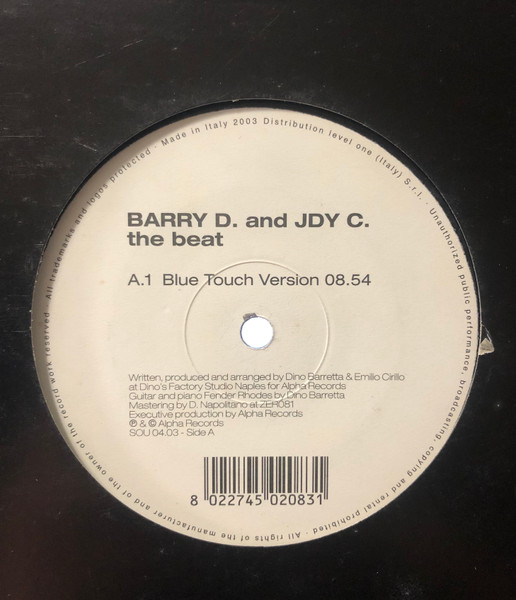 BARRY D. and JDY C.
the beat
A.1 Blue Touch Version 08.54
Written, produced and arranged by Dino Barretta & Emilio Cirillo
at Dino's Factory Studio Naples for Alpha Records
Guitar and piano Fender Rhodes by Dino Barretta
Mastering by D. Napolitano at ZER081
Executive production by Alpha Records
℗ & © Alpha Records
SOU 04.03 - Side A
8 022745 020831
Made in Italy 2003 Distribution level one (Italy) S.r.l. · Unauthorized public performance, broadcasting, copying and rental prohibited · All rights of the manufacturer and of the owner of the record work reserved · All trademarks and logos protected ·